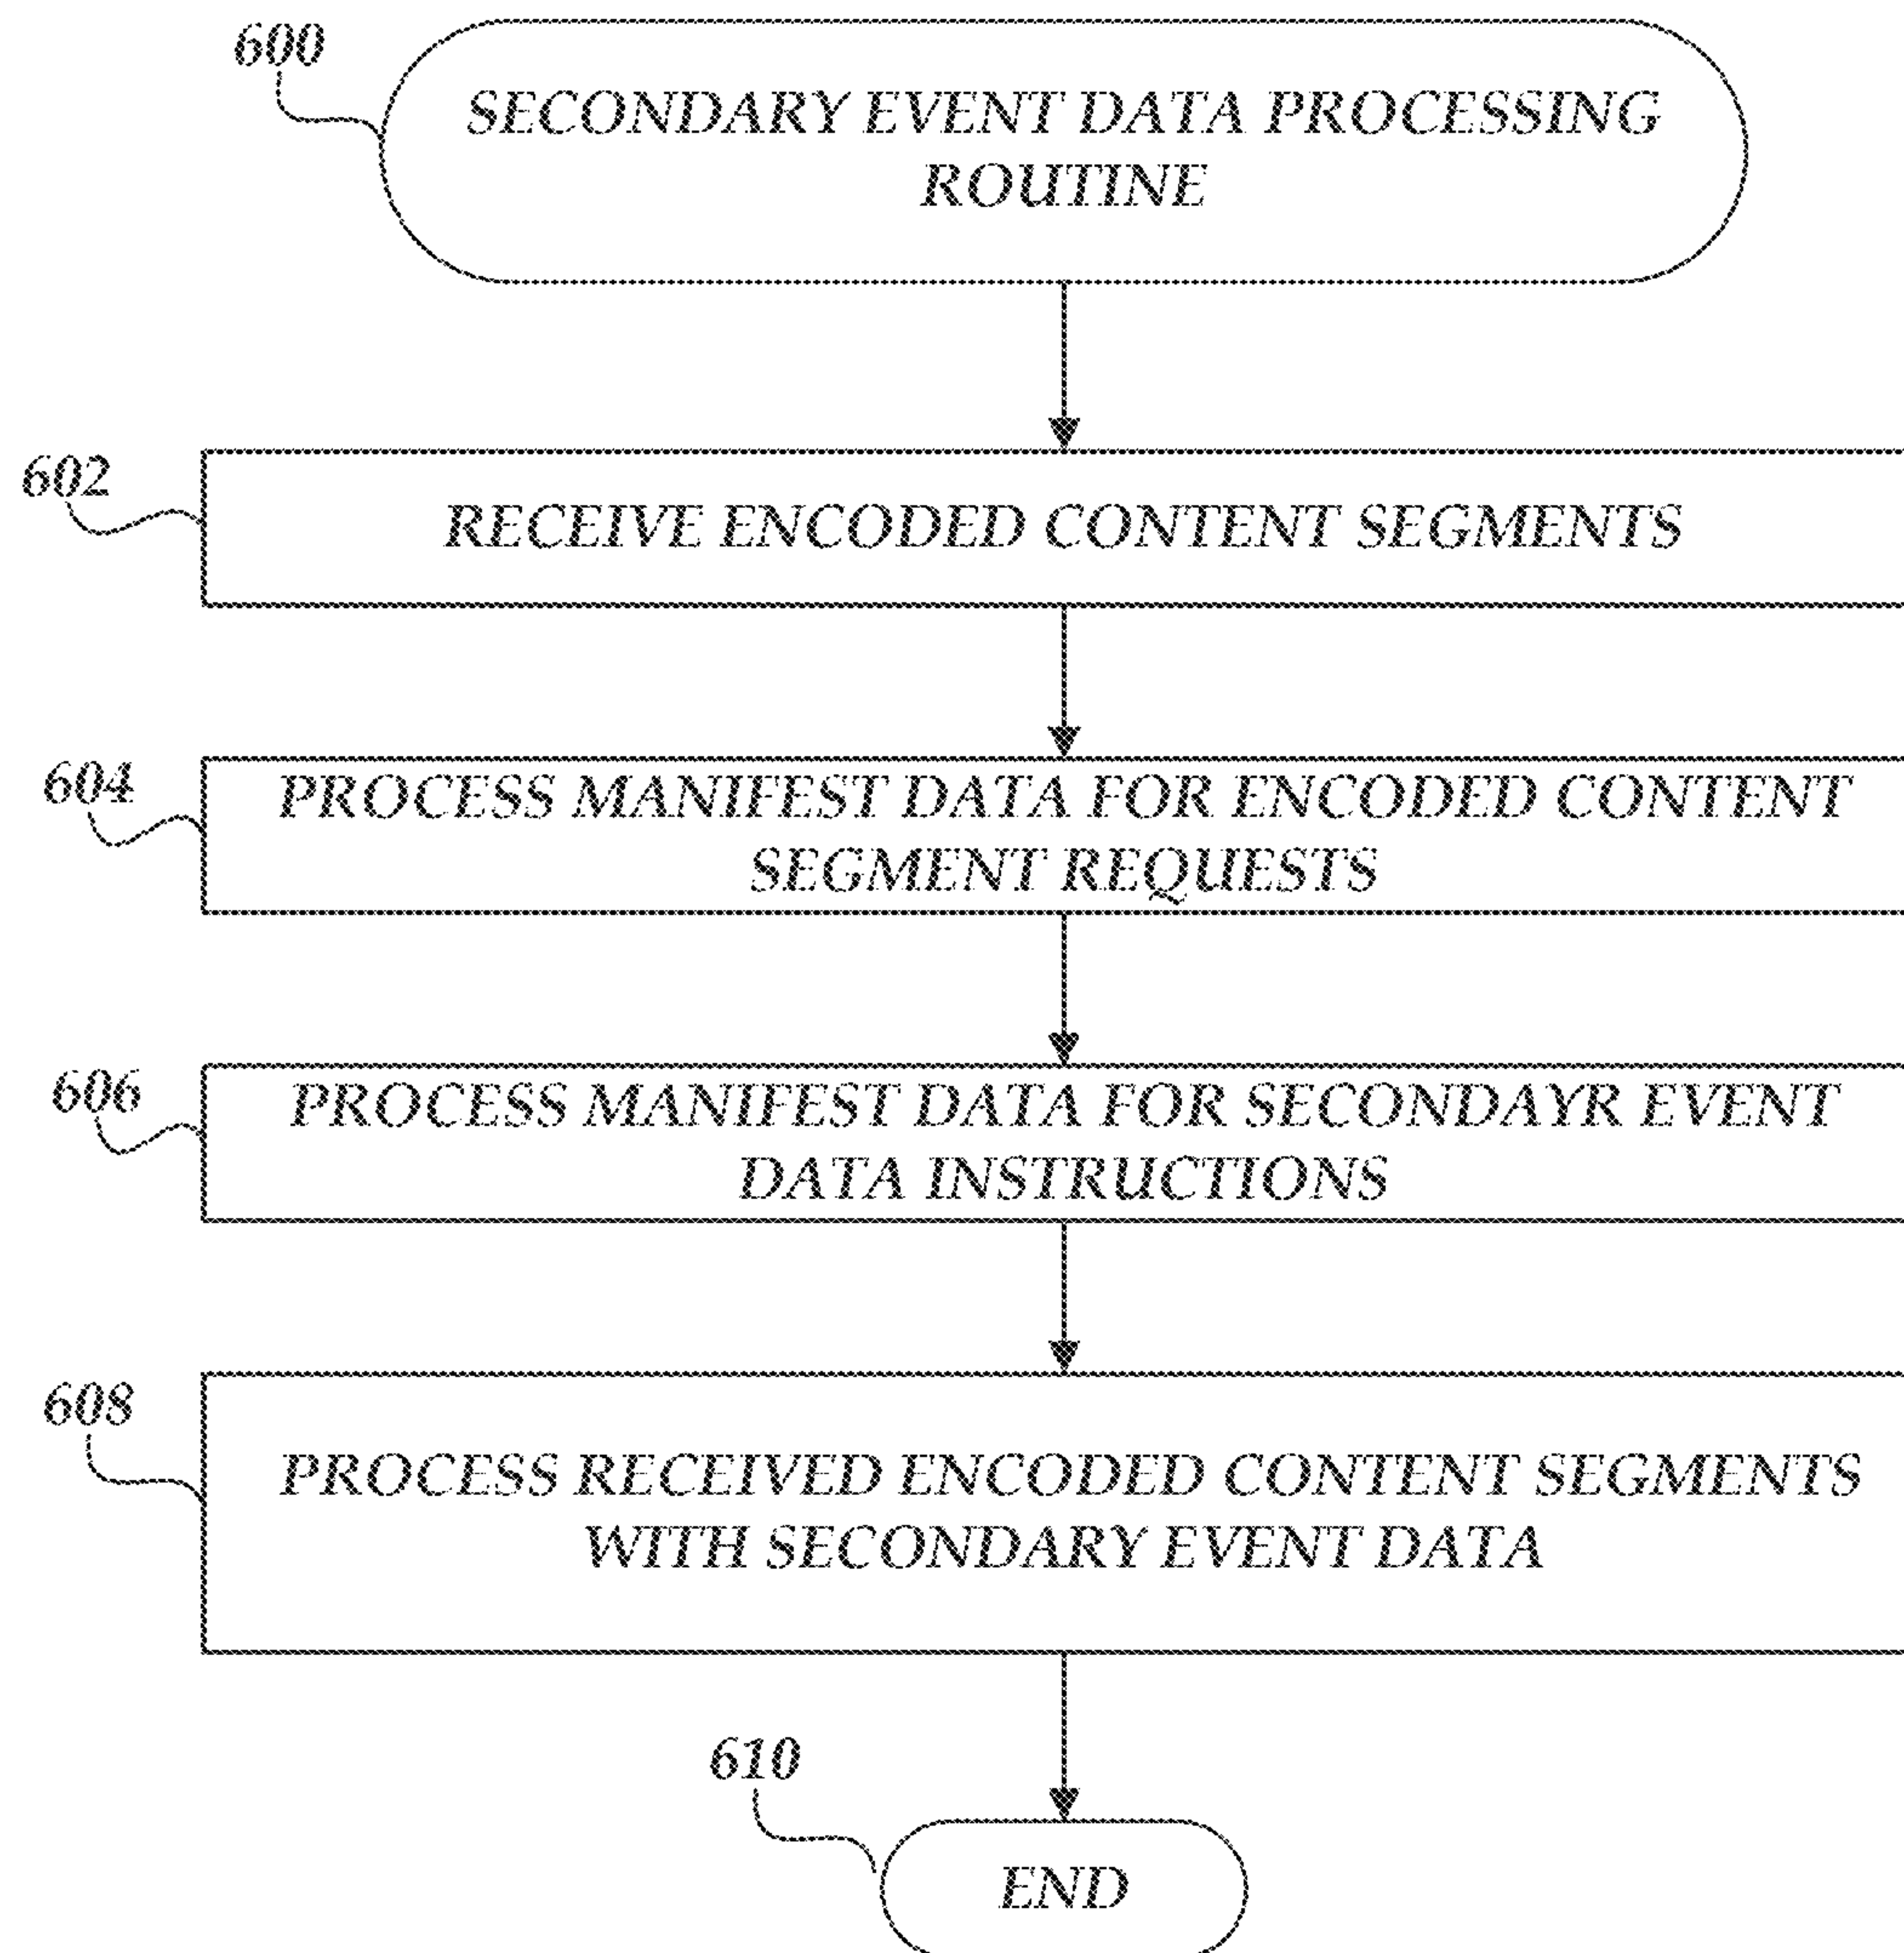 600
SECONDARY EVENT DATA PROCESSING
ROUTINE
602
RECEIVE ENCODED CONTENT SEGMENTS
604
PROCESS MANIFEST DATA FOR ENCODED CONTENT
SEGMENT REQUESTS
606
PROCESS MANIFEST DATA FOR SECONDAYR EVENT
DATA INSTRUCTIONS
608
PROCESS RECEIVED ENCODED CONTENT SEGMENTS
WITH SECONDARY EVENT DATA
610
END